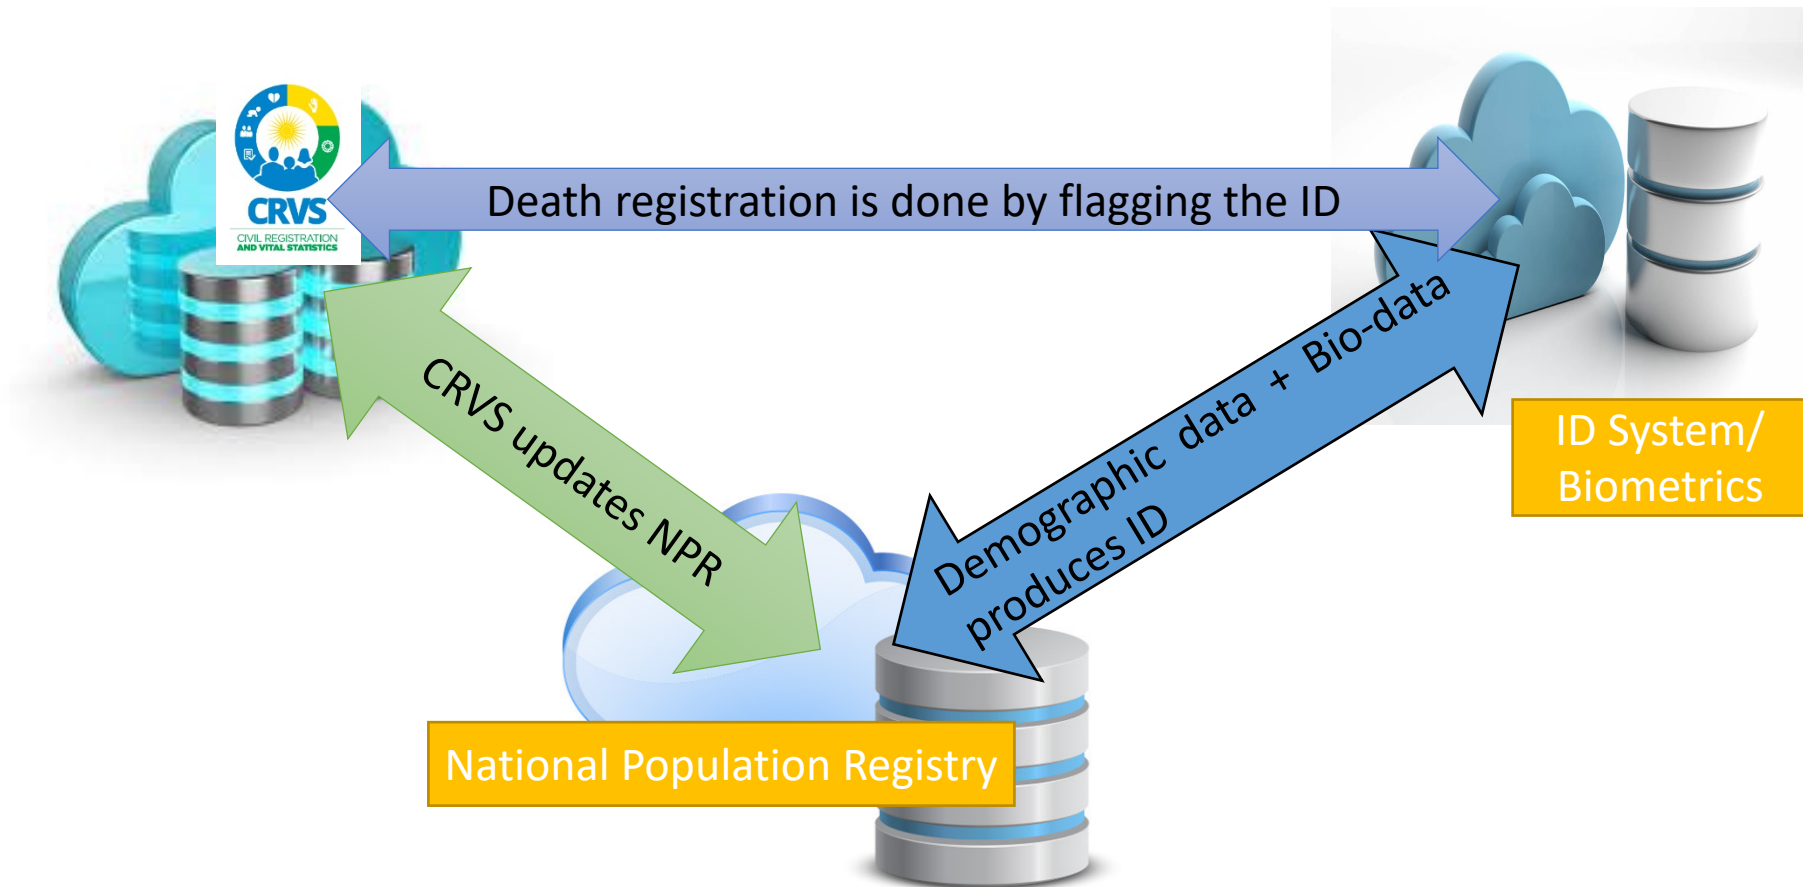 CRVS
CIVIL REGISTRATION
AND VITAL STATISTICS
Death registration is done by flagging the ID
CRVS updates NPR
Demographic data + Bio-data
produces ID
ID System/
Biometrics
National Population Registry